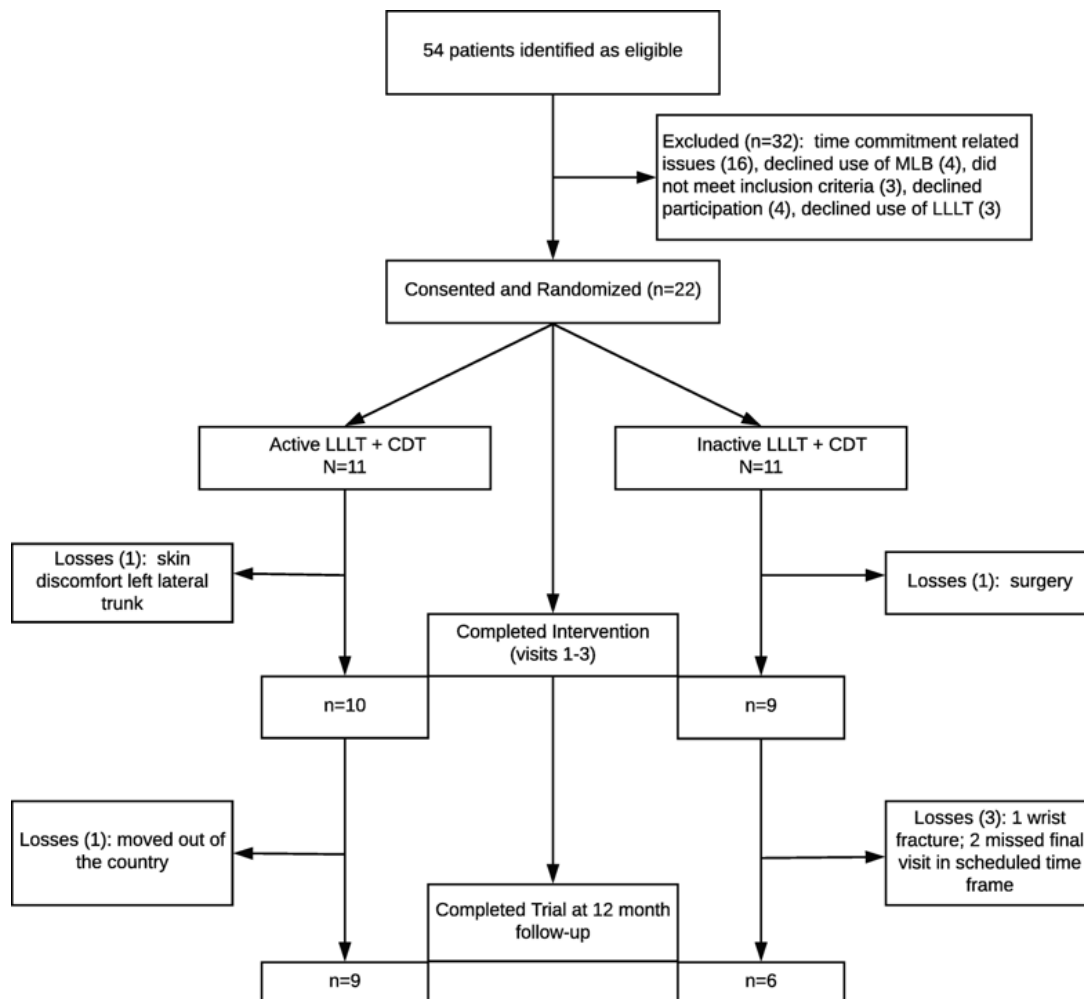 54 patients identified as eligible
Excluded (n=32):  time commitment related
issues (16), declined use of MLB (4), did
not meet inclusion criteria (3), declined
participation (4), declined use of LLLT (3)
Consented and Randomized (n=22)
Active LLLT + CDT
N=11
Inactive LLLT + CDT
N=11
Losses (1):  skin
discomfort left lateral
trunk
Losses (1):  surgery
Completed Intervention
(visits 1-3)
n=10
n=9
Losses (1): moved out of
the country
Losses (3): 1 wrist
fracture; 2 missed final
visit in scheduled time
frame
Completed Trial at 12 month
follow-up
n=9
n=6